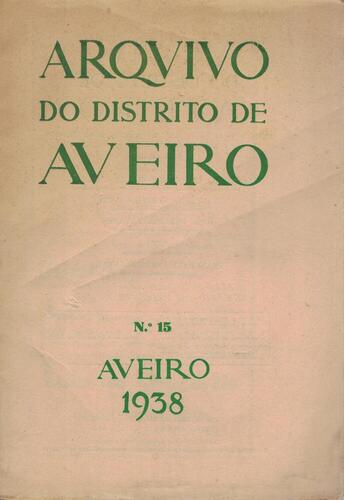 ARQVIVO
DO DISTRITO DE
AVEIRO
N.º 15
AVEIRO
1938